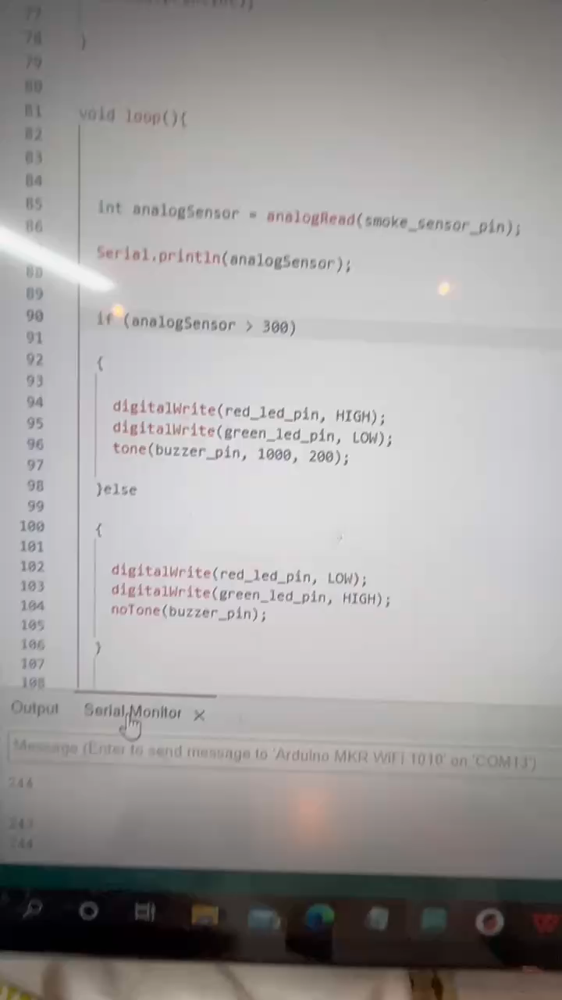 77
78 }
79
80
81 void loop(){
82
83
84
85 int analogSensor = analogRead(smoke_sensor_pin);
86
Serial.println(analogSensor);
88
89
90 if (analogSensor > 300)
91
92 {
93
94 digitalWrite(red_led_pin, HIGH);
95 digitalWrite(green_led_pin, LOW);
96 tone(buzzer_pin, 1000, 200);
97
98 }else
99
100 {
101
102 digitalWrite(red_led_pin, LOW);
103 digitalWrite(green_led_pin, HIGH);
104 noTone(buzzer_pin);
105
106 }
107
108
Output Serial Monitor ×
Message (Enter to send message to 'Arduino MKR WiFi 1010' on 'COM13')
244
243
244